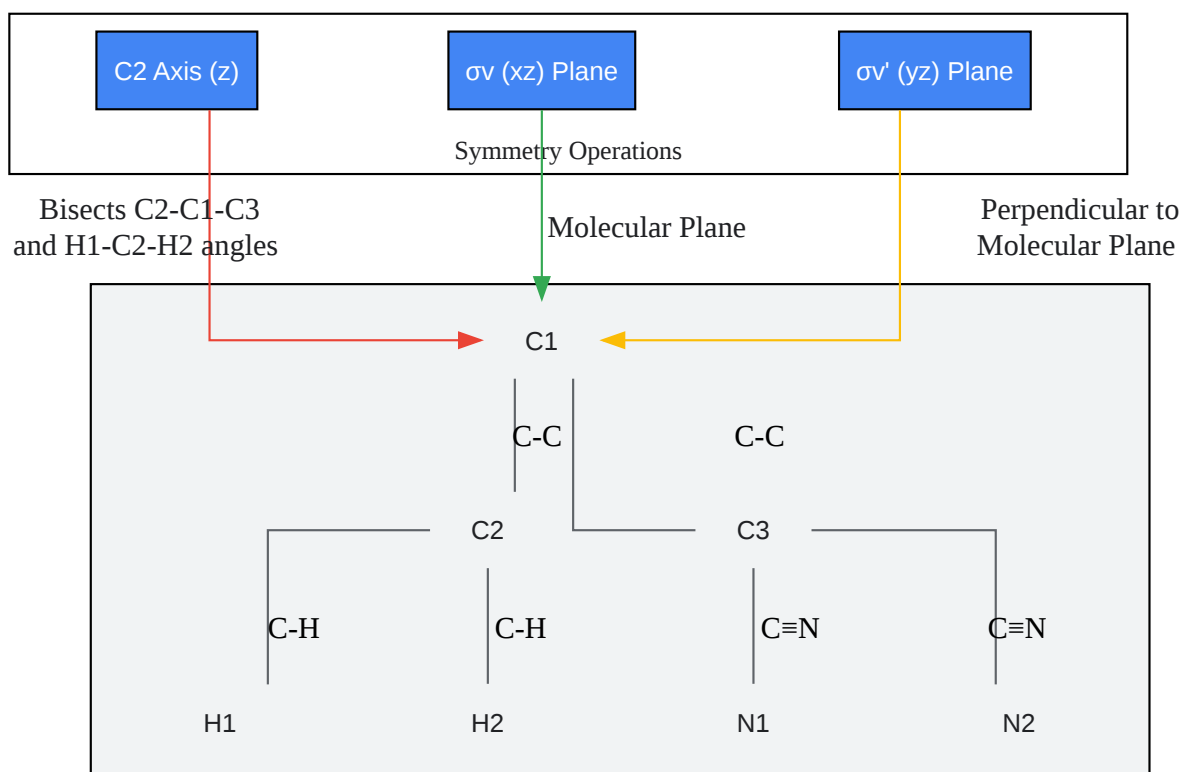 C2 Axis (z)
σv (xz) Plane
σv' (yz) Plane
Symmetry Operations
Bisects C2-C1-C3
and H1-C2-H2 angles
Molecular Plane
Perpendicular to
Molecular Plane
C1
C-C
C-C
C2
C3
C-H
C-H
C≡N
C≡N
H1
H2
N1
N2